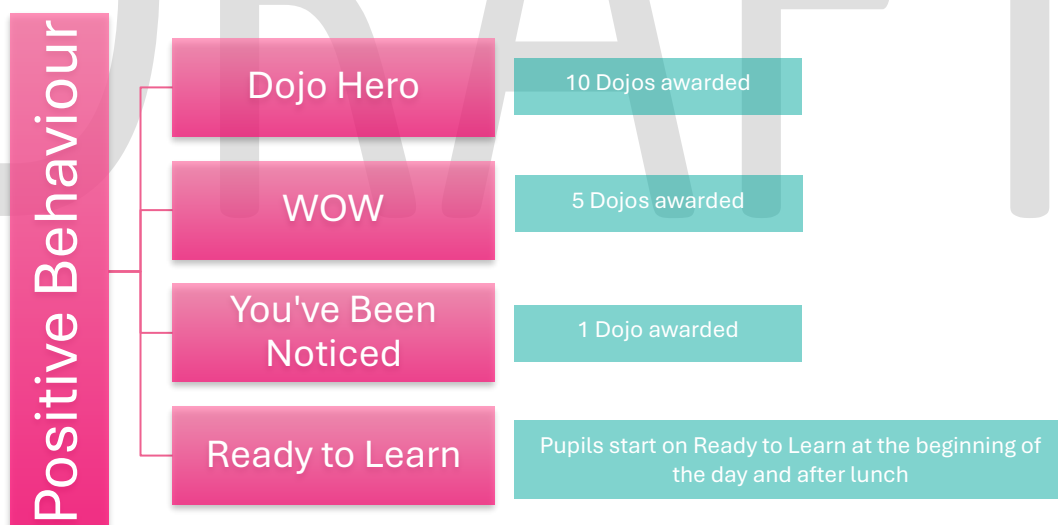 DRAFT
Positive Behaviour
Dojo Hero
10 Dojos awarded
WOW
5 Dojos awarded
You've Been
Noticed
1 Dojo awarded
Ready to Learn
Pupils start on Ready to Learn at the beginning of
the day and after lunch